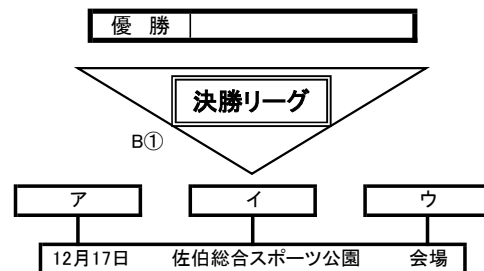 優 勝
決勝リーグ
B①
ア イ ウ
12月17日 佐伯総合スポーツ公園 会場